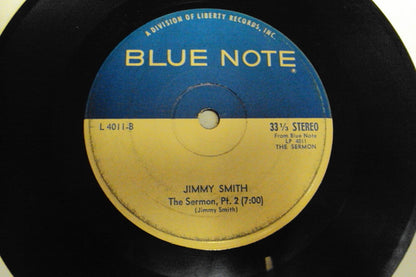 A DIVISION OF LIBERTY RECORDS, INC.
BLUE NOTE
L 4011-B
33⅓ STEREO
From Blue Note
LP 4011
THE SERMON
JIMMY SMITH
The Sermon, Pt. 2 (7:00)
(Jimmy Smith)